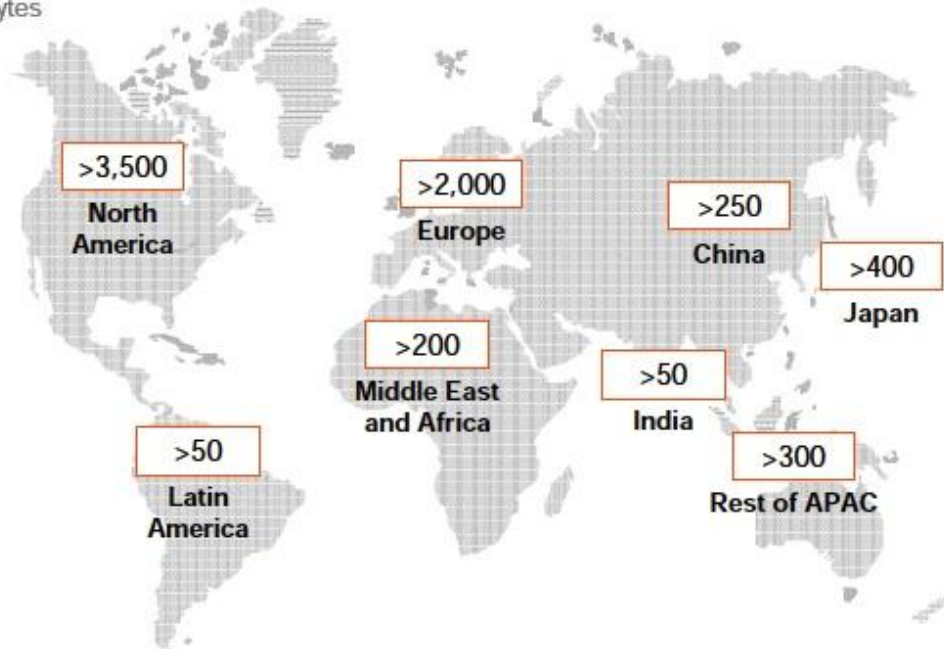 >3,500
North
America
>2,000
Europe
>250
China
>400
Japan
>200
Middle East
and Africa
>50
India
>50
Latin
America
>300
Rest of APAC